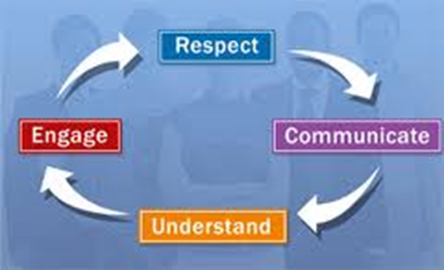 Respect
Communicate
Understand
Engage